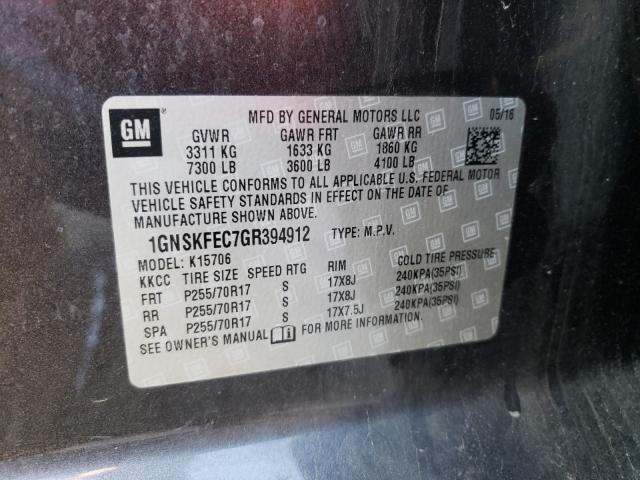 GM
MFD BY GENERAL MOTORS LLC 05/16
GVWR GAWR FRT GAWR RR
3311 KG 1633 KG 1860 KG
7300 LB 3600 LB 4100 LB
THIS VEHICLE CONFORMS TO ALL APPLICABLE U.S. FEDERAL MOTOR
VEHICLE SAFETY STANDARDS IN EFFECT ON THE DATE OF
MANUFACTURE SHOWN ABOVE.
1GNSKFEC7GR394912 TYPE: M.P.V.
MODEL: K15706
KKCC TIRE SIZE SPEED RTG RIM COLD TIRE PRESSURE
FRT P255/70R17 S 17X8J 240KPA(35PSI)
RR P255/70R17 S 17X8J 240KPA(35PSI)
SPA P255/70R17 S 17X7.5J 240KPA(35PSI)
SEE OWNER'S MANUAL FOR MORE INFORMATION.